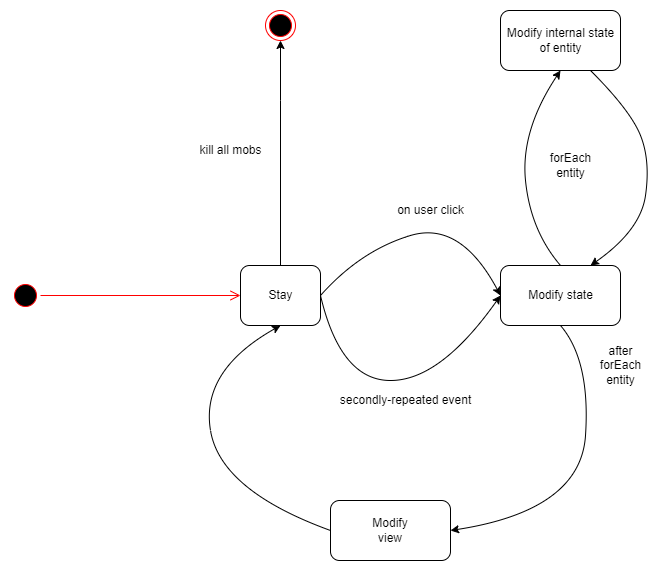 Modify internal state
of entity
kill all mobs
forEach
entity
on user click
Stay
Modify state
after
forEach
entity
secondly-repeated event
Modify
view